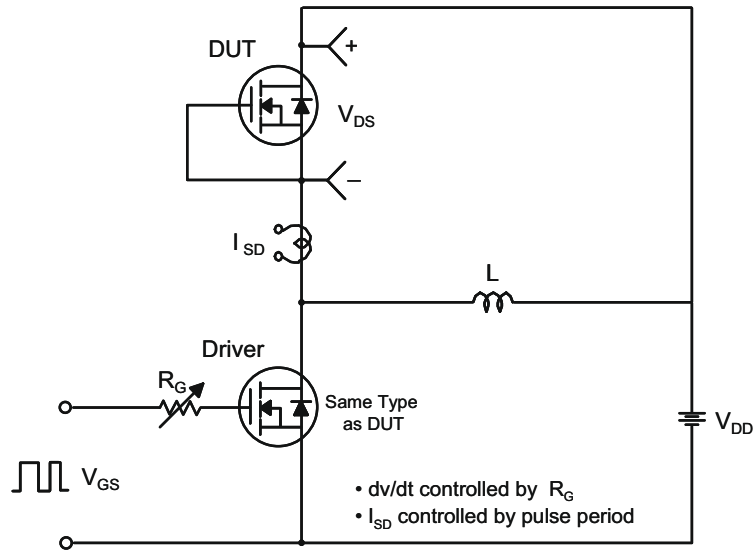 DUT
+
V_DS
−
I_SD
L
Driver
R_G
Same Type
as DUT
V_DD
V_GS
• dv/dt controlled by R_G
• I_SD controlled by pulse period